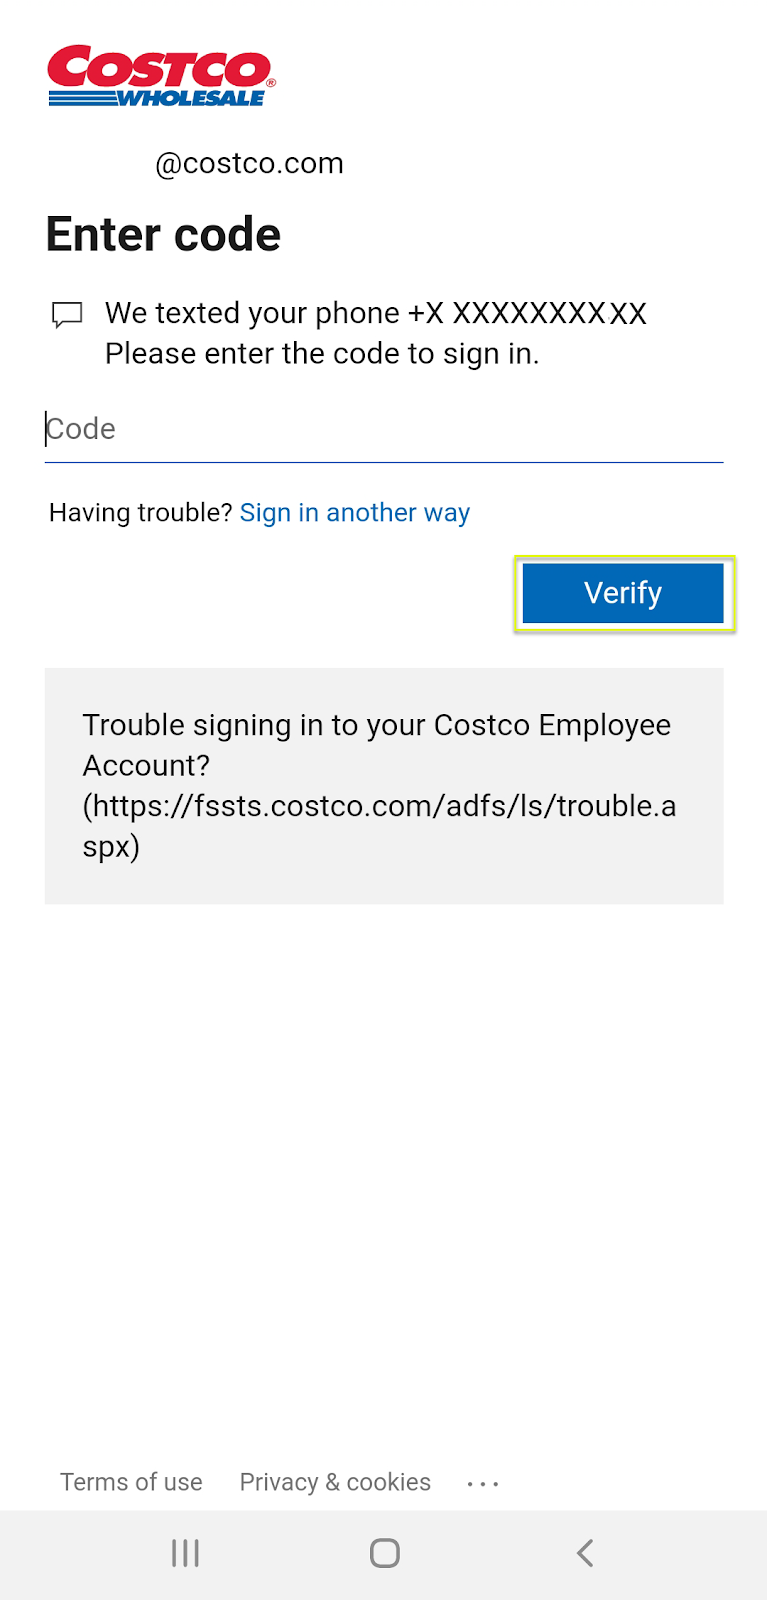 COSTCO®
WHOLESALE
@costco.com
Enter code
We texted your phone +X XXXXXXXXXX
Please enter the code to sign in.
Code
Having trouble? Sign in another way
Verify
Trouble signing in to your Costco Employee
Account?
(https://fssts.costco.com/adfs/ls/trouble.a
spx)
Terms of use Privacy & cookies ...